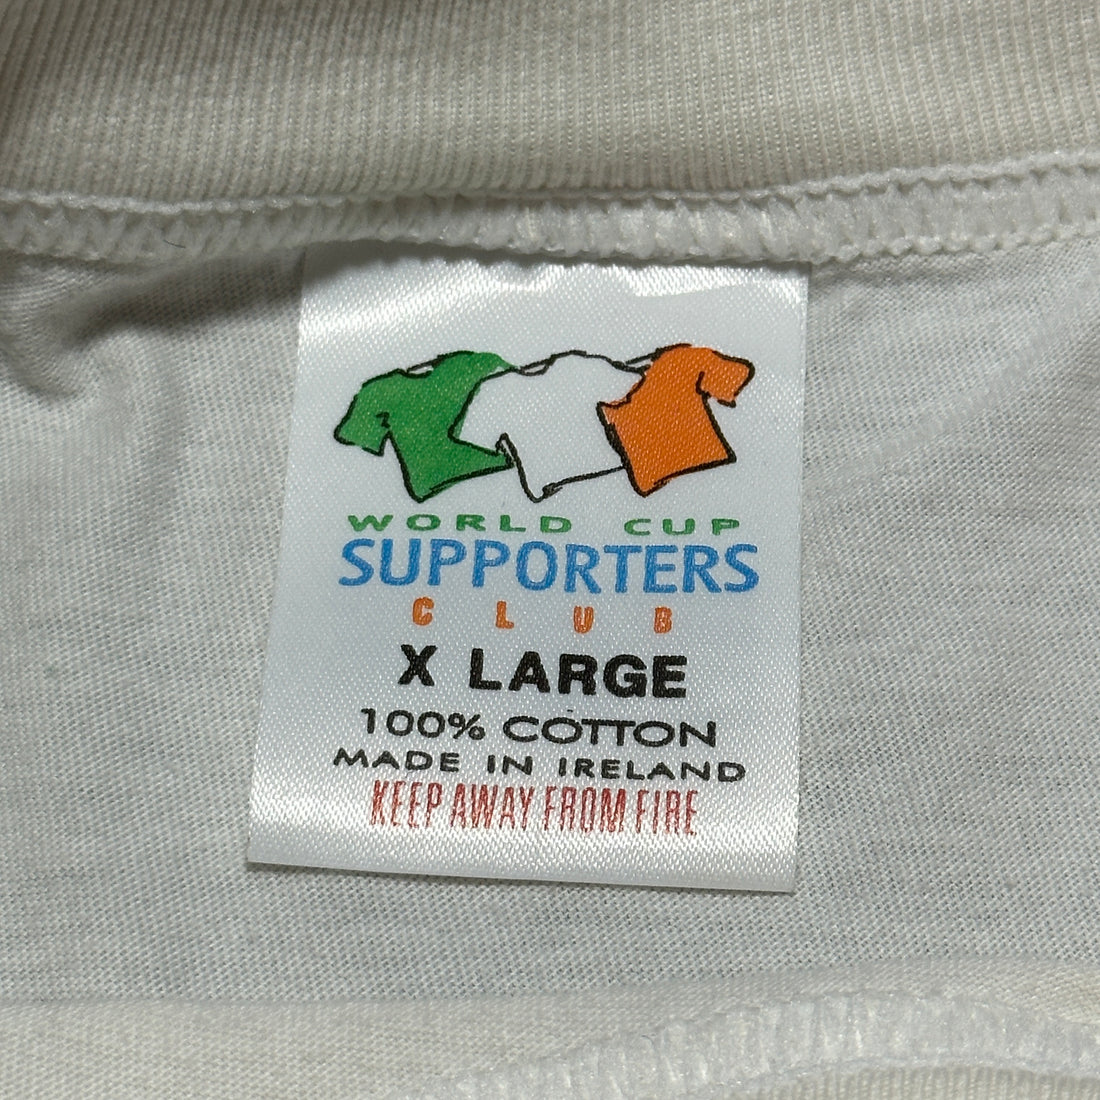 WORLD CUP
SUPPORTERS
CLUB
X LARGE
100% COTTON
MADE IN IRELAND
KEEP AWAY FROM FIRE